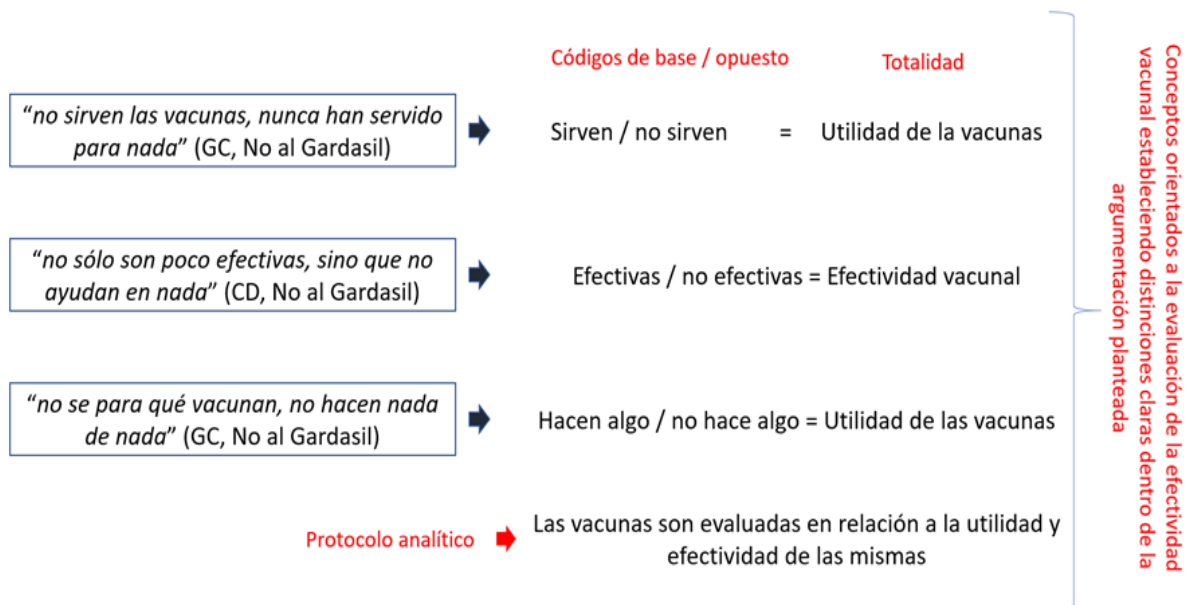 Códigos de base / opuesto
Totalidad
“no sirven las vacunas, nunca han servido
para nada” (GC, No al Gardasil)
Sirven / no sirven = Utilidad de la vacunas
“no sólo son poco efectivas, sino que no
ayudan en nada” (CD, No al Gardasil)
Efectivas / no efectivas = Efectividad vacunal
“no se para qué vacunan, no hacen nada
de nada” (GC, No al Gardasil)
Hacen algo / no hace algo = Utilidad de las vacunas
Protocolo analítico
Las vacunas son evaluadas en relación a la utilidad y
efectividad de las mismas
Conceptos orientados a la evaluación de la efectividad
vacunal estableciendo distinciones claras dentro de la
argumentación planteada